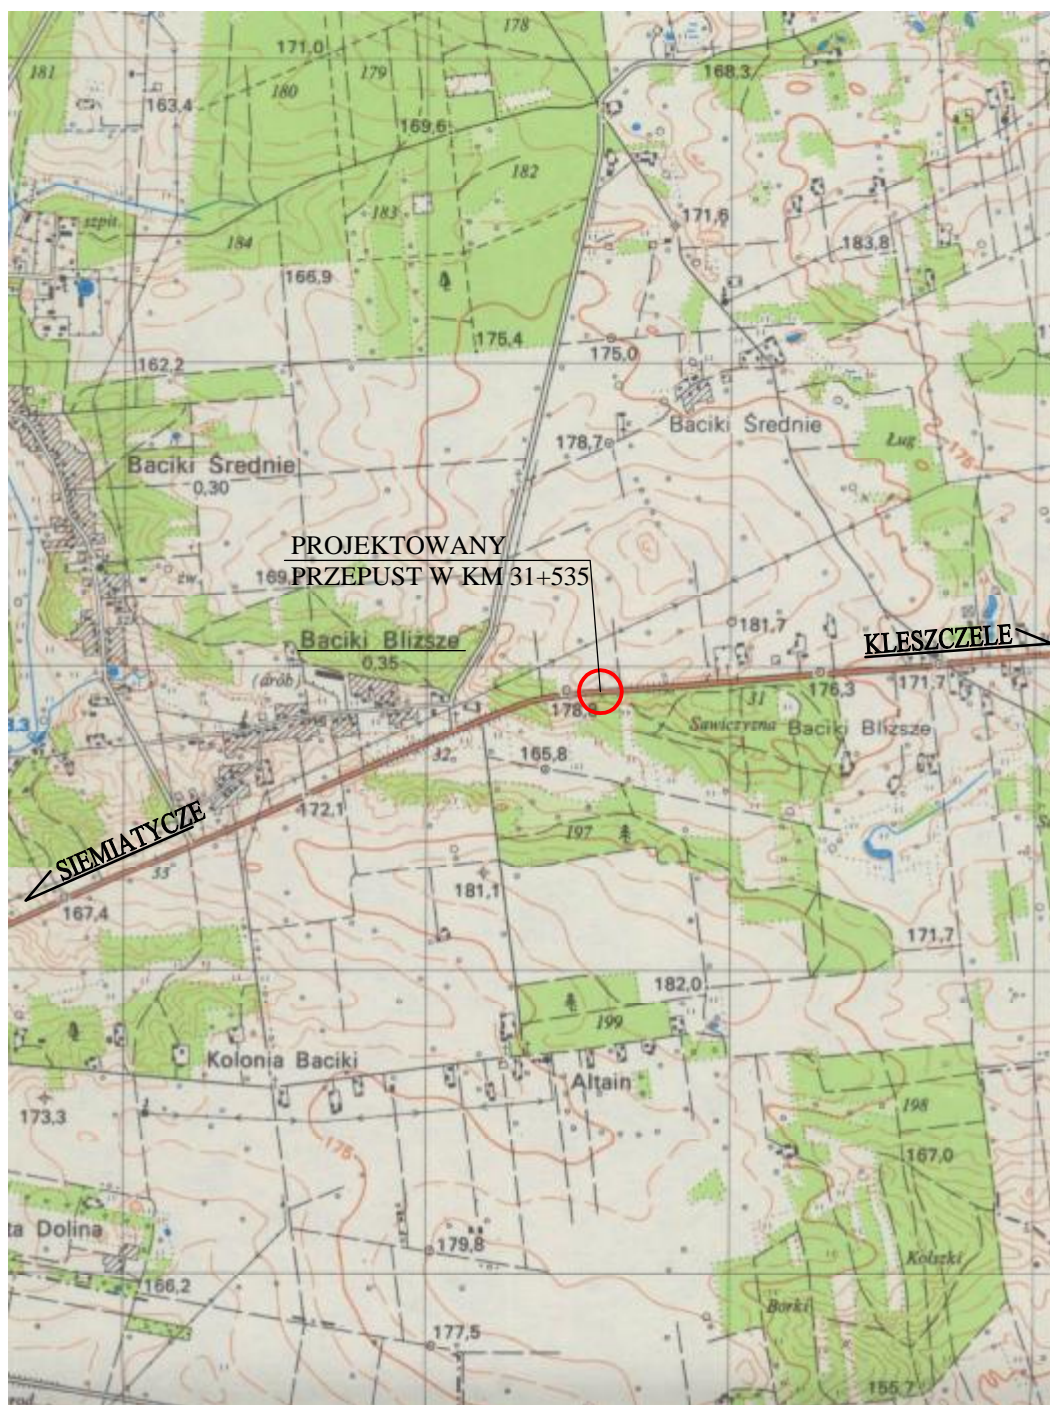 178
171,0
179
181
180
163,4
168,3
169,6
182
szpit.
183
184
171,6
183,8
166,9
175,4
175,0
162,2
Baciki Średnie
178,7
Ług
175
Baciki Średnie
0,30
PROJEKTOWANY
PRZEPUST W KM 31+535
zw.
169
Baciki Bliższe
0,35
(drób)
181,7
KLESZCZELE
31
176,3
171,7
178,8
Sawiczyzna
Baciki Bliższe
32
165,8
172,1
197
SIEMIATYCZE
33
181,1
167,4
171,7
182,0
199
Kolonia Baciki
Altain
173,3
198
175
167,0
ta Dolina
179,8
Kolszki
166,2
Borki
177,5
155,7